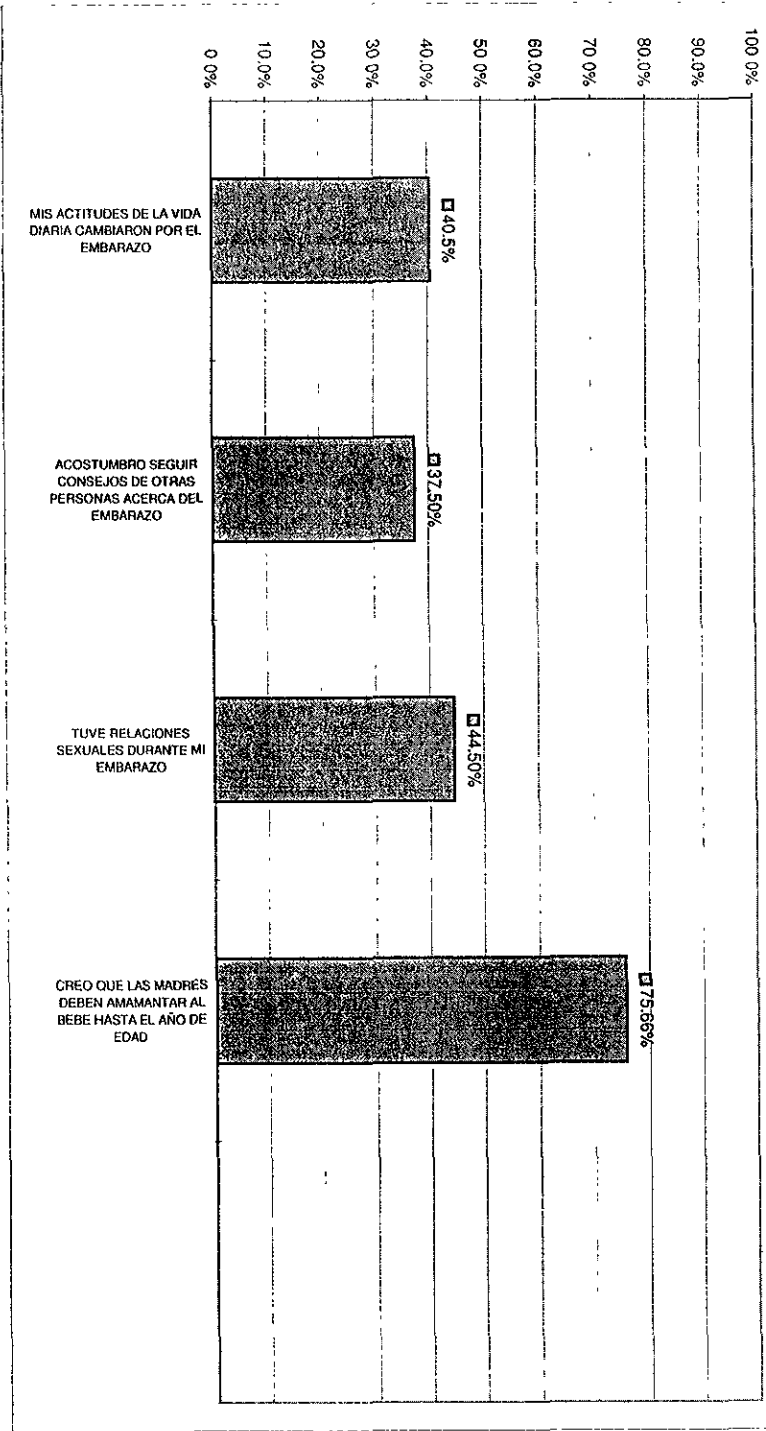 100.0%
90.0%
80.0%
70.0%
60.0%
50.0%
40.0%
30.0%
20.0%
10.0%
0.0%
40.5%
37.50%
44.50%
75.66%
MIS ACTITUDES DE LA VIDA
DIARIA CAMBIARON POR EL
EMBARAZO
ACOSTUMBRO SEGUIR
CONSEJOS DE OTRAS
PERSONAS ACERCA DEL
EMBARAZO
TUVE RELACIONES
SEXUALES DURANTE MI
EMBARAZO
CREO QUE LAS MADRES
DEBEN AMAMANTAR AL
BEBE HASTA EL AÑO DE
EDAD